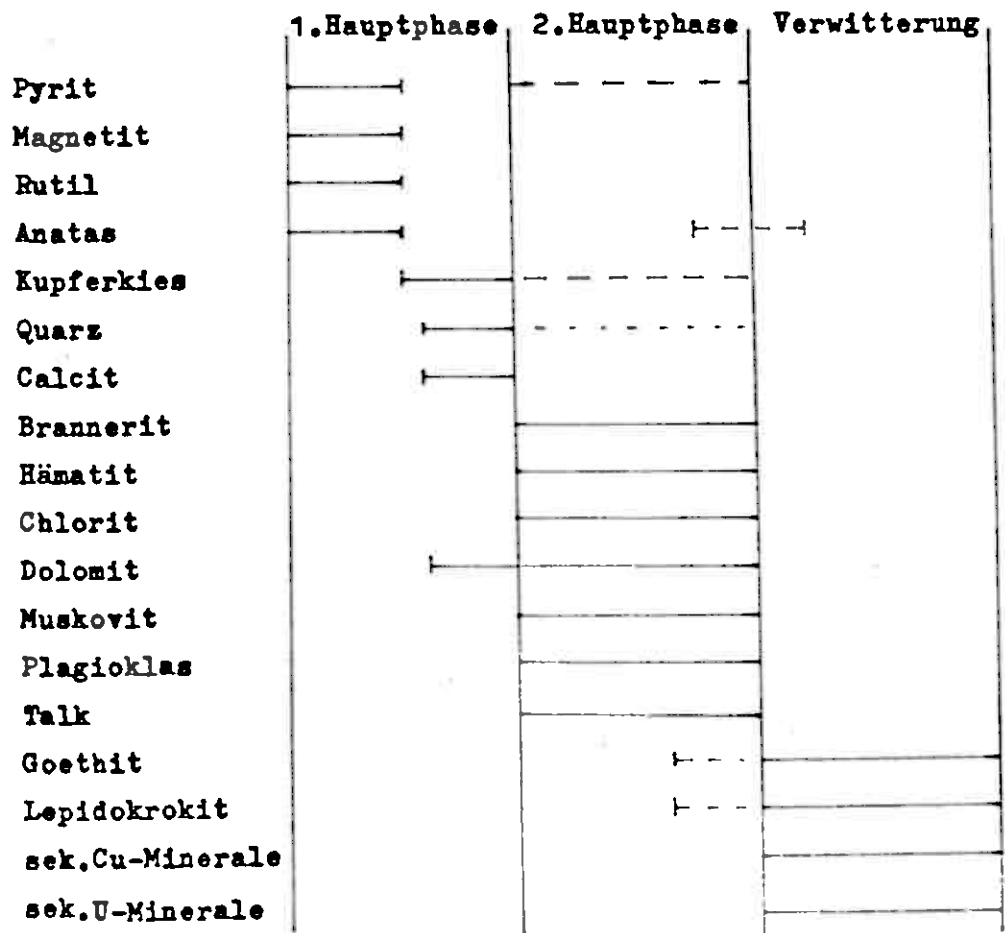 1.Hauptphase 2.Hauptphase Verwitterung
Pyrit
Magnetit
Rutil
Anatas
Kupferkies
Quarz
Calcit
Brannerit
Hämatit
Chlorit
Dolomit
Muskovit
Plagioklas
Talk
Goethit
Lepidokrokit
sek.Cu-Minerale
sek.U-Minerale